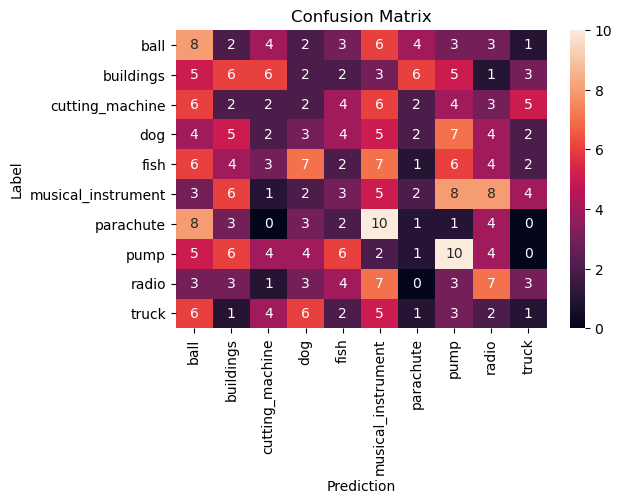 Confusion Matrix
Label
ball 8 2 4 2 3 6 4 3 3 1
buildings 5 6 6 2 2 3 6 5 1 3
cutting_machine 6 2 2 2 4 6 2 4 3 5
dog 4 5 2 3 4 5 2 7 4 2
fish 6 4 3 7 2 7 1 6 4 2
musical_instrument 3 6 1 2 3 5 2 8 8 4
parachute 8 3 0 3 2 10 1 1 4 0
pump 5 6 4 4 6 2 1 10 4 0
radio 3 3 1 3 4 7 0 3 7 3
truck 6 1 4 6 2 5 1 3 2 1
ball
buildings
cutting_machine
dog
fish
musical_instrument
parachute
pump
radio
truck
Prediction
10
8
6
4
2
0